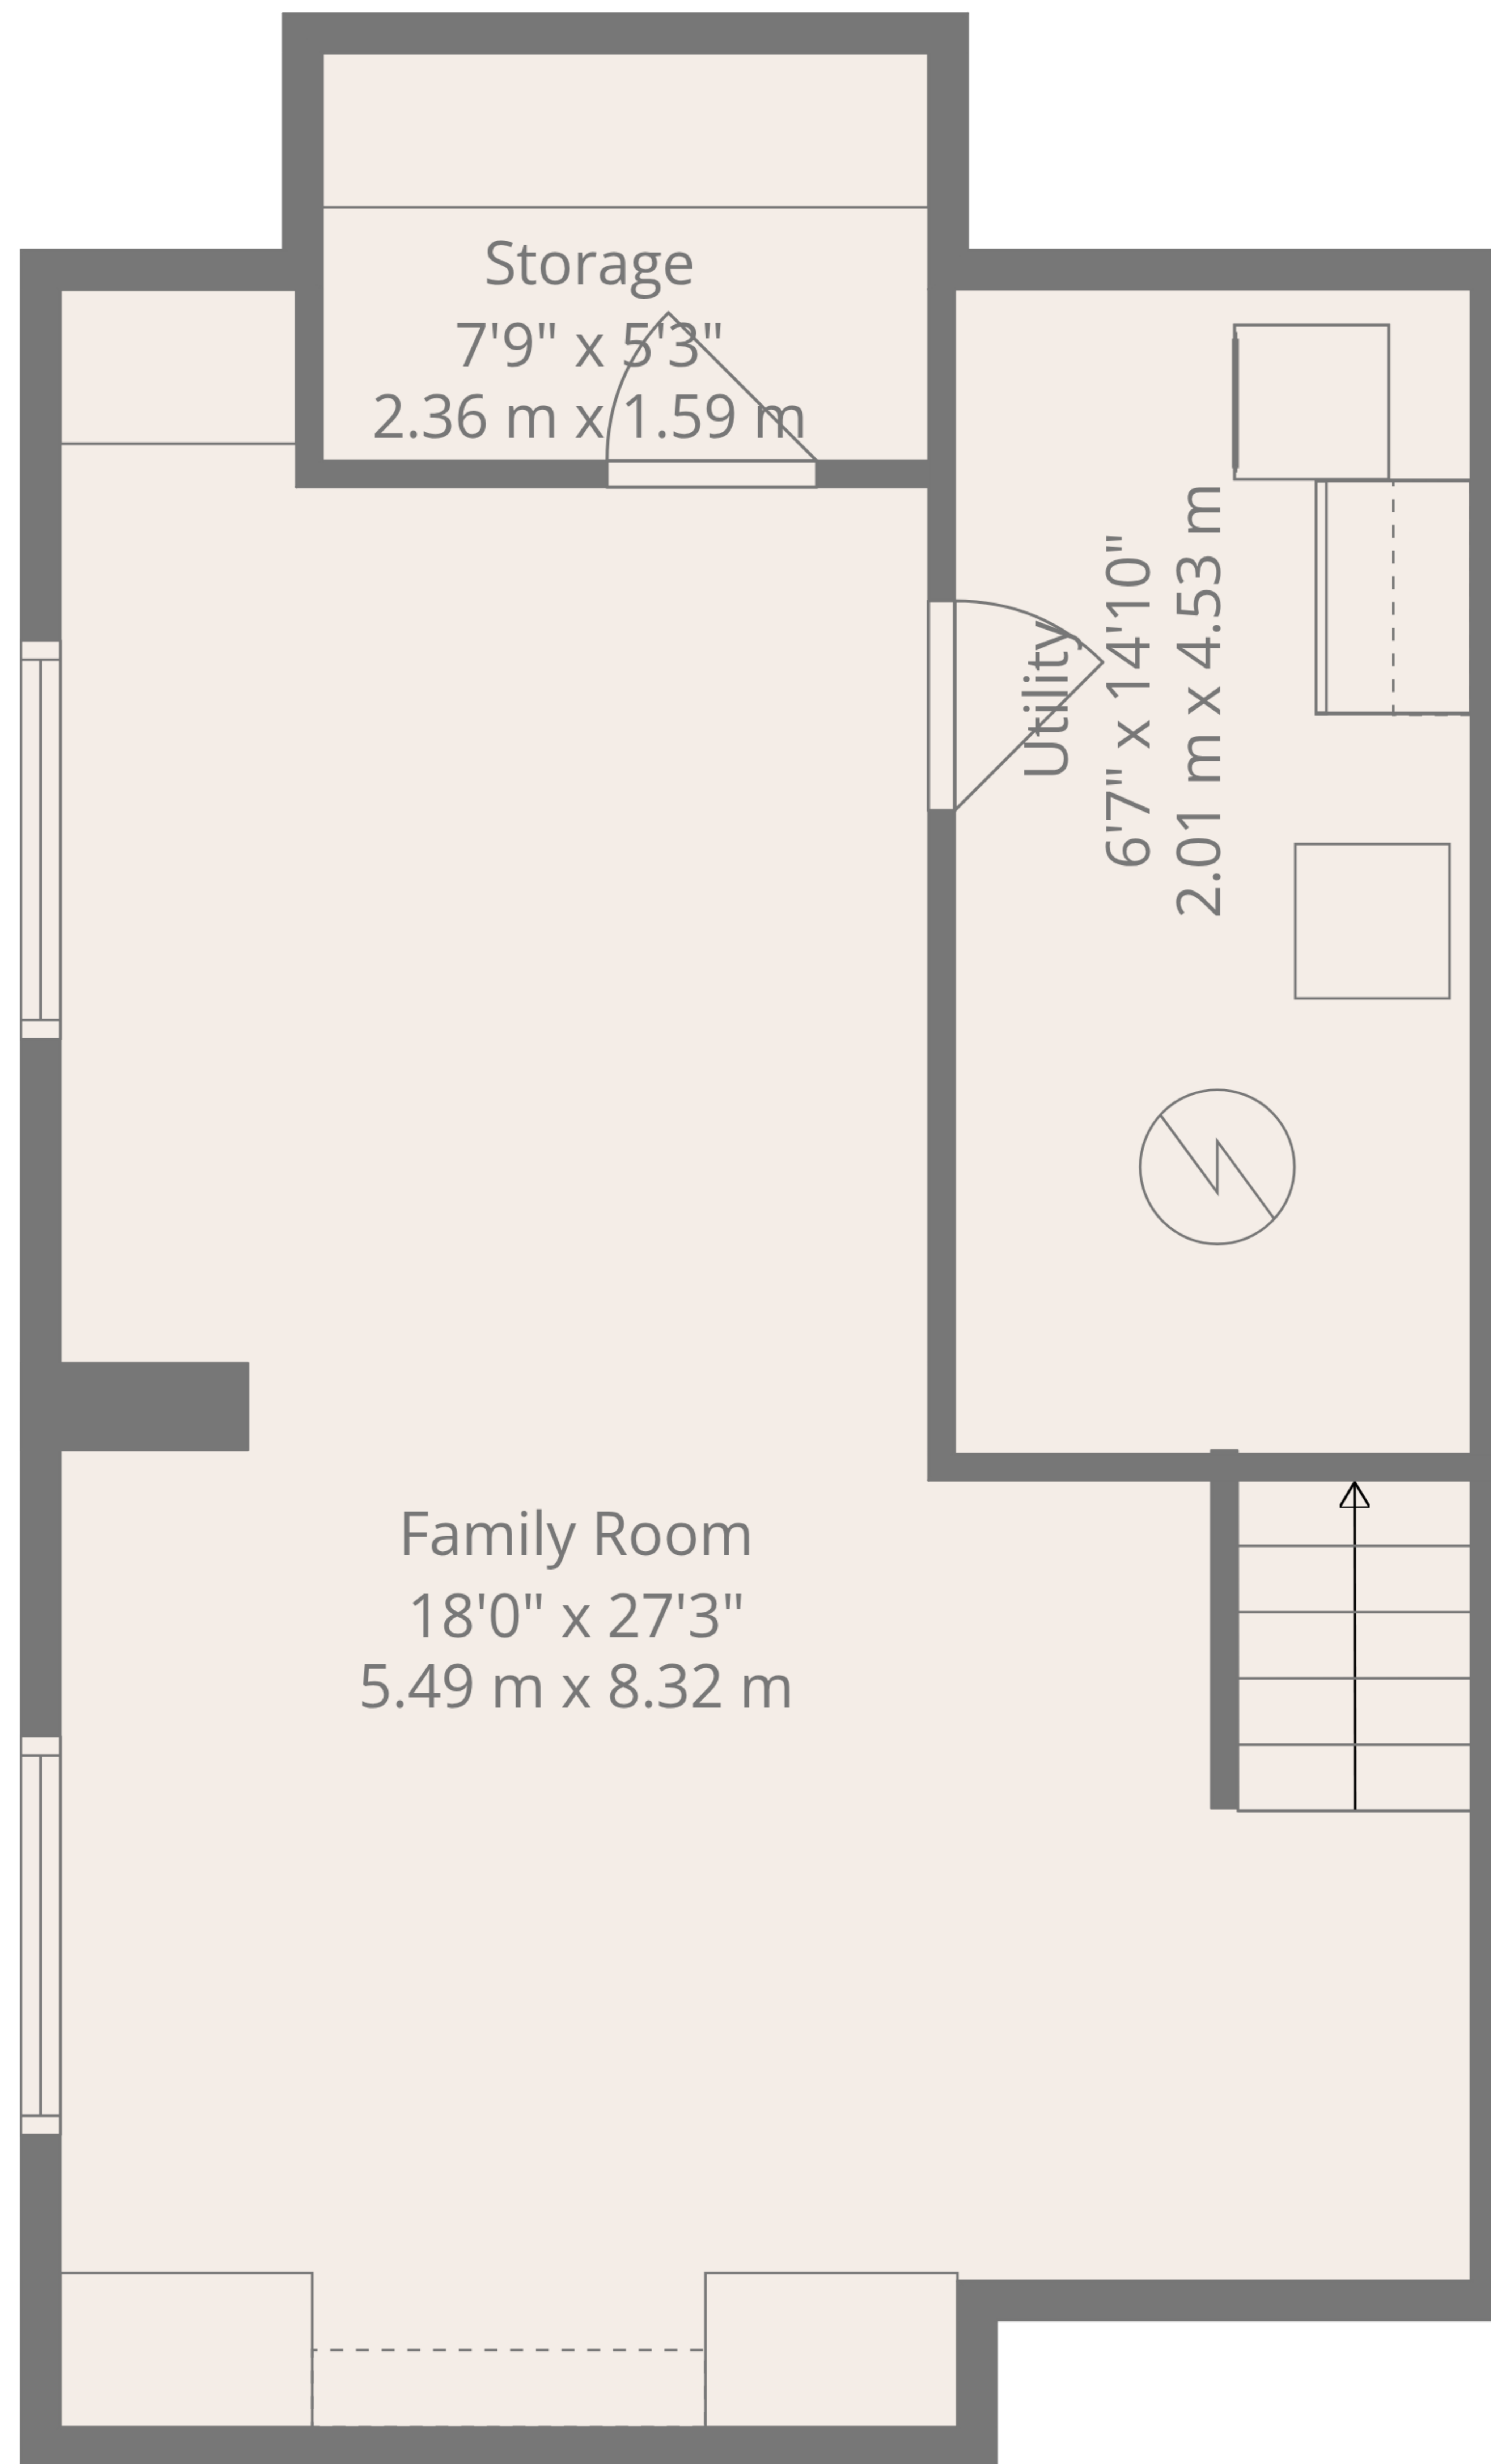 Storage
7'9" x 5'3"
2.36 m x 1.59 m
Utility
6'7" x 14'10"
2.01 m x 4.53 m
Family Room
18'0" x 27'3"
5.49 m x 8.32 m